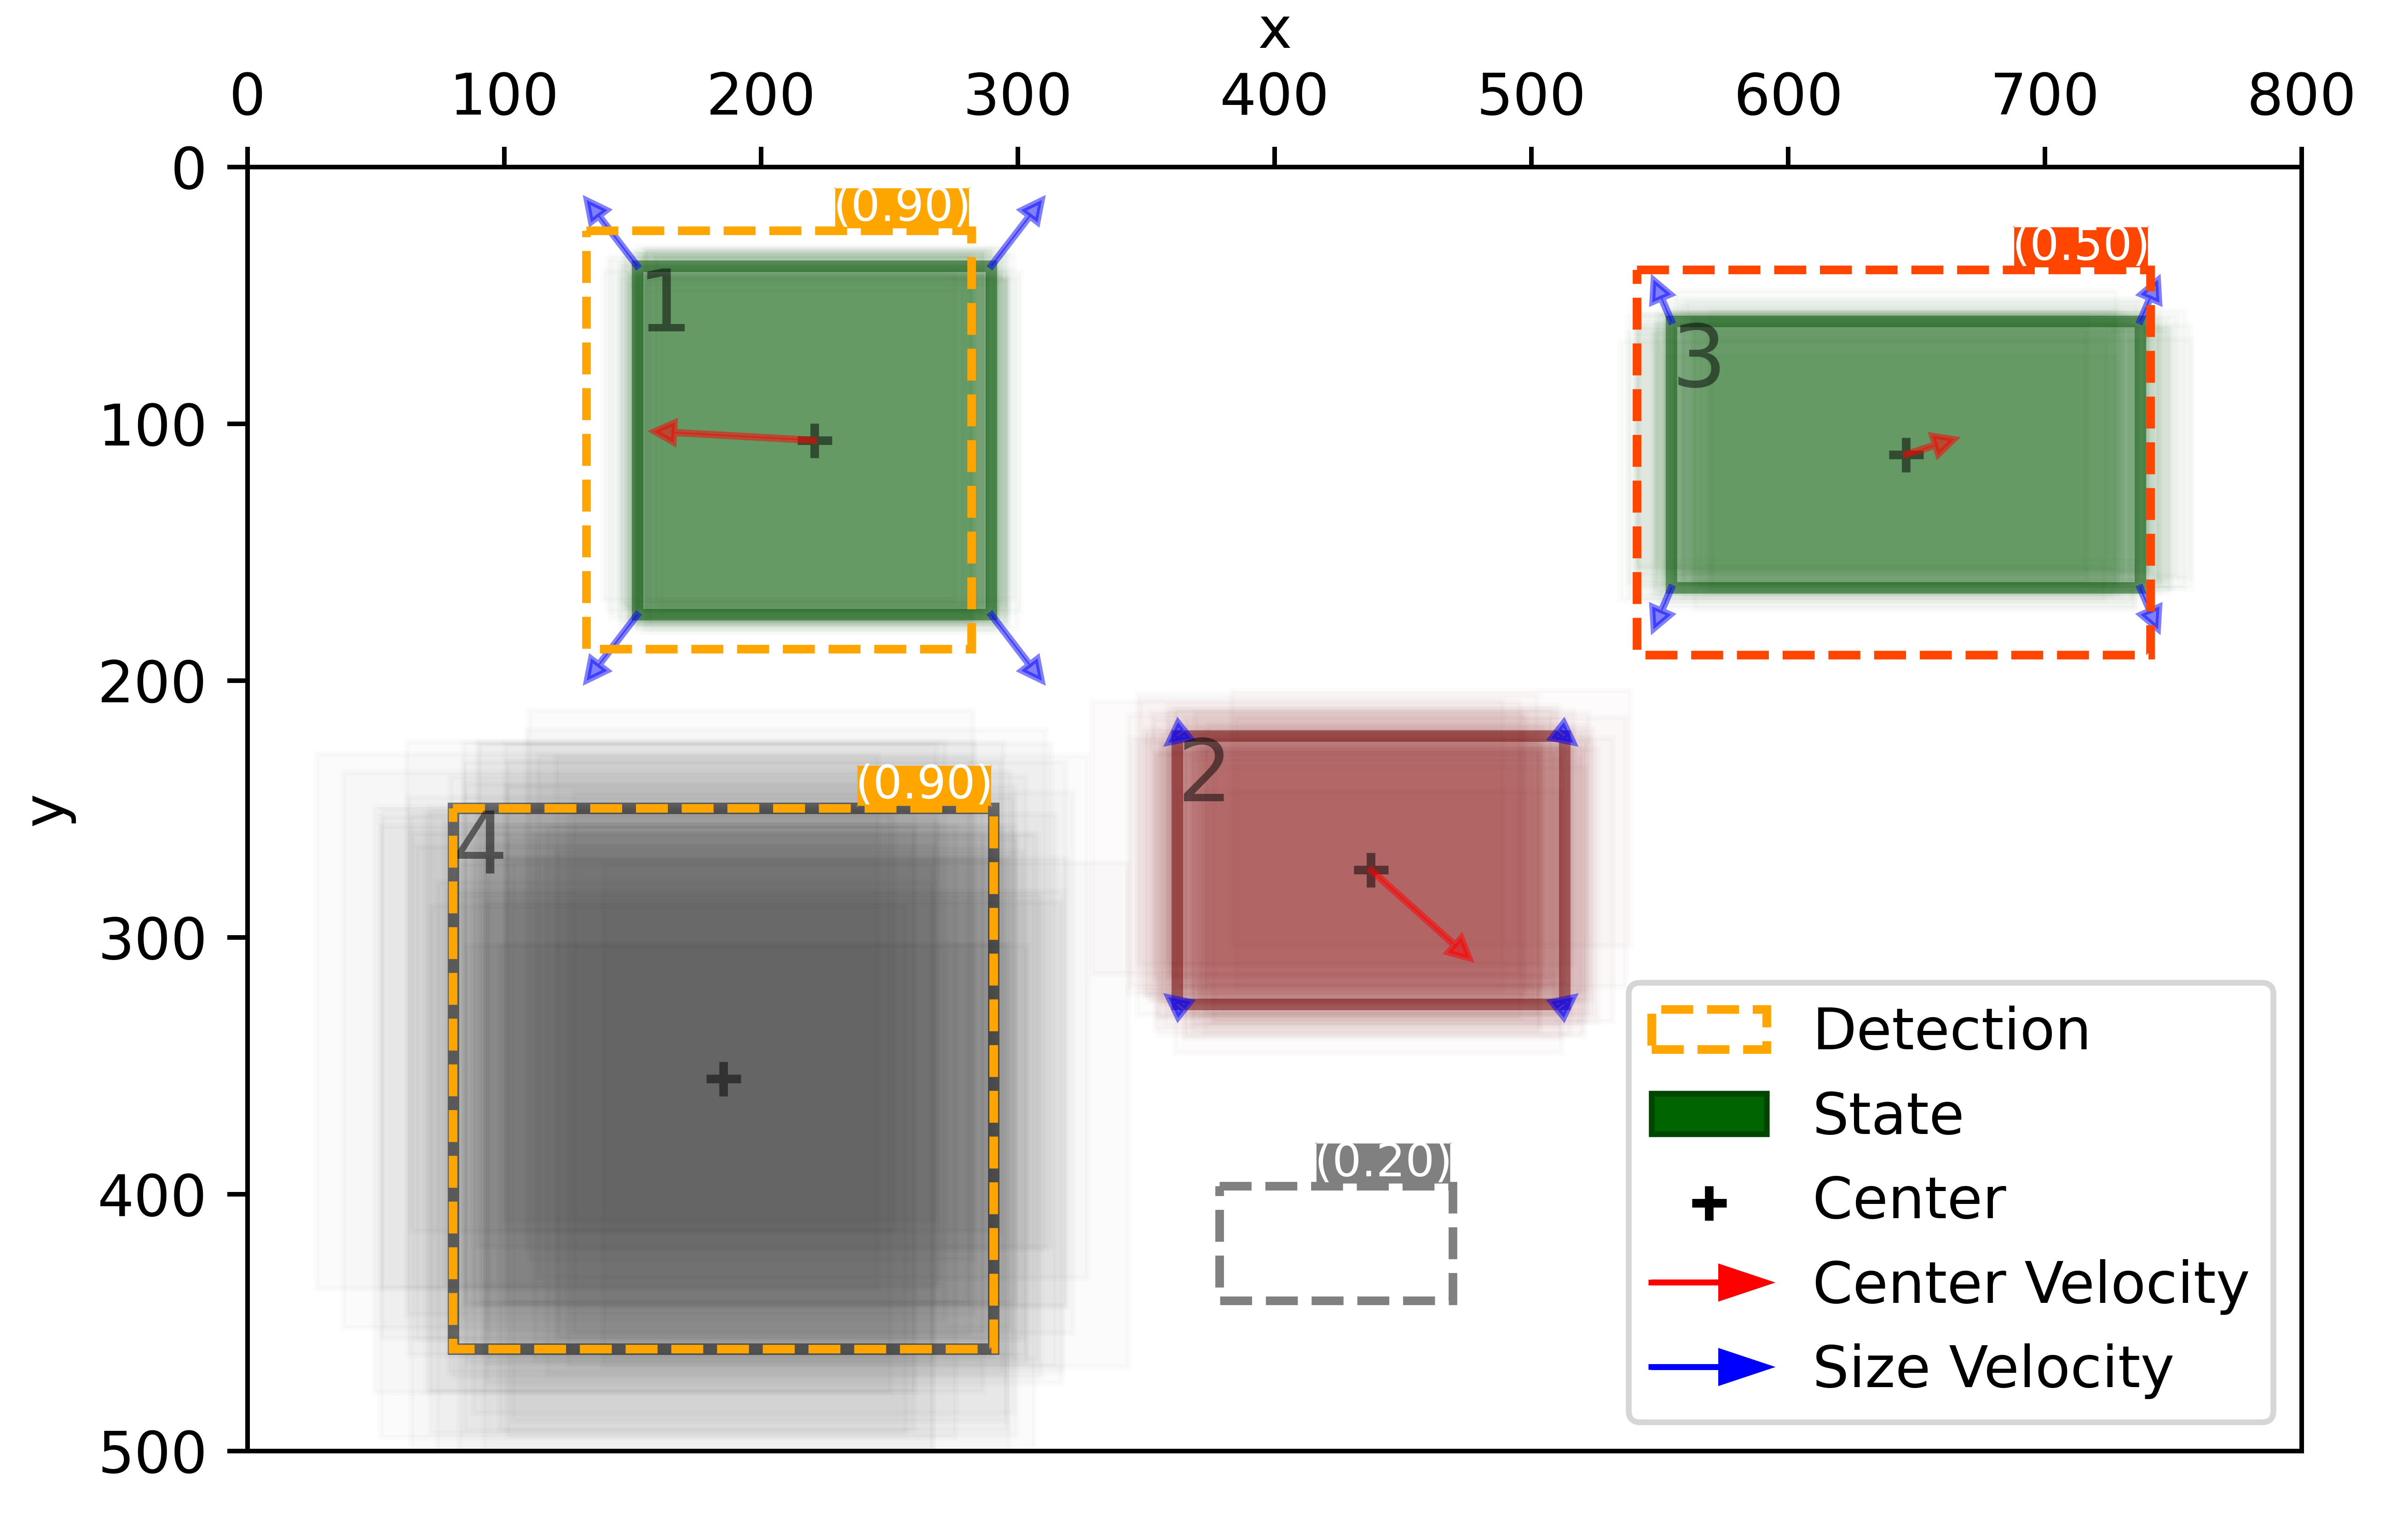 x
0 100 200 300 400 500 600 700 800
0
100
200
300
400
500
y
(0.90)
1
(0.50)
3
(0.90)
4
2
(0.20)
Detection
State
Center
Center Velocity
Size Velocity